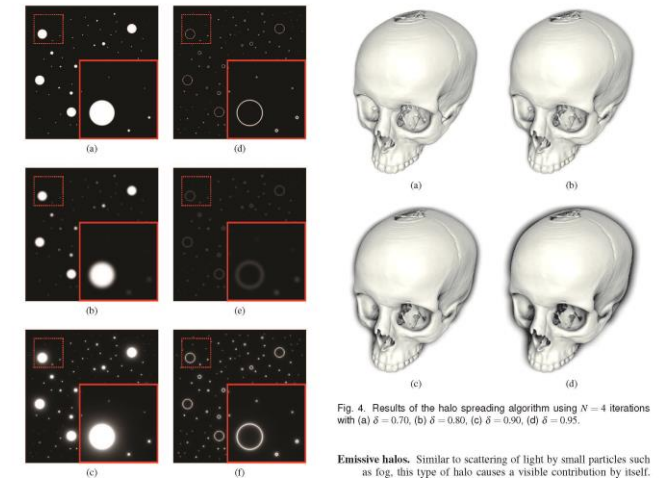 (a)
(d)
(b)
(e)
(c)
(f)
(a)
(b)
(c)
(d)
Fig. 4. Results of the halo spreading algorithm using N = 4 iterations
with (a) δ = 0.70, (b) δ = 0.80, (c) δ = 0.90, (d) δ = 0.95.
Emissive halos. Similar to scattering of light by small particles such
as fog, this type of halo causes a visible contribution by itself.